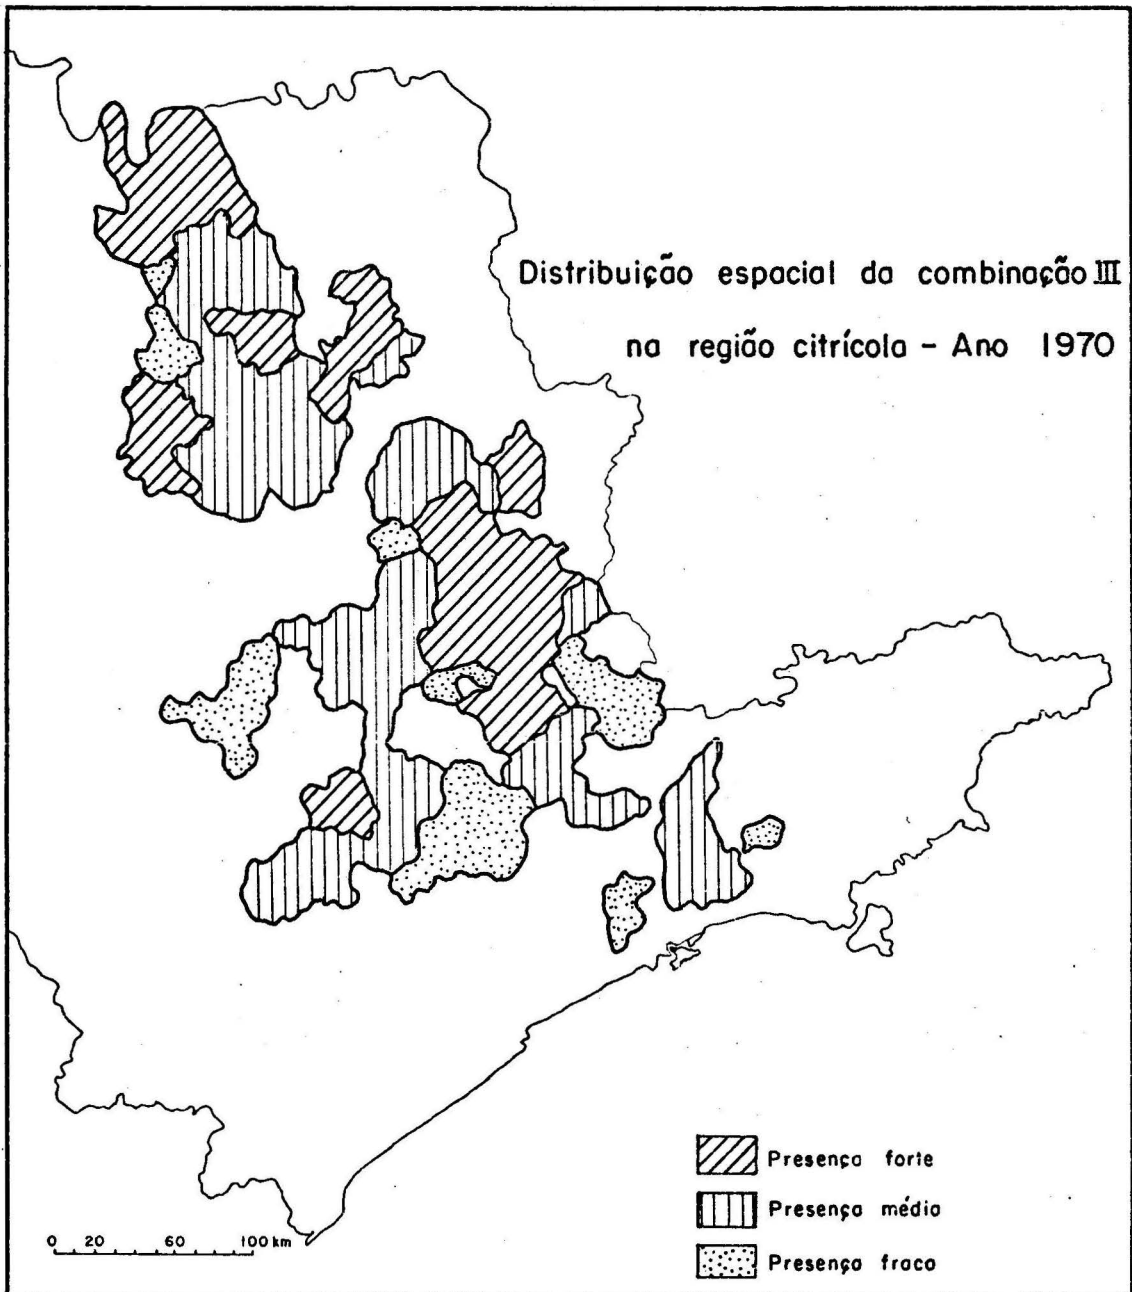 Distribuição espacial da combinação III
na região citrícola - Ano 1970
Presença forte
Presença média
Presença fraca
0 20 60 100 km